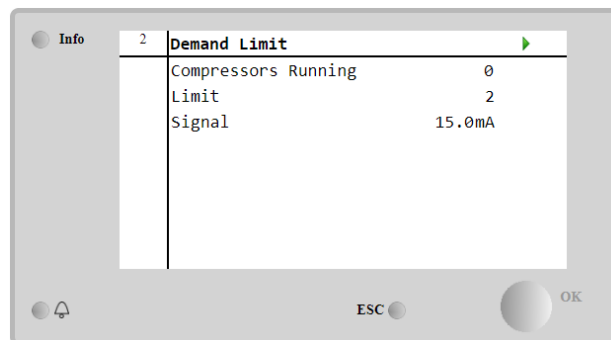 Info
2 Demand Limit
Compressors Running 0
Limit 2
Signal 15.0mA
ESC OK